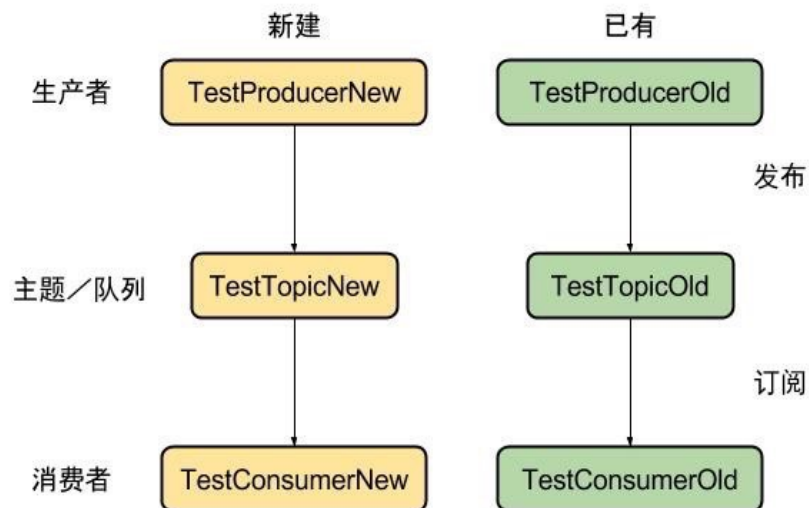 新建 已有
生产者 TestProducerNew TestProducerOld
发布
主题／队列 TestTopicNew TestTopicOld
订阅
消费者 TestConsumerNew TestConsumerOld